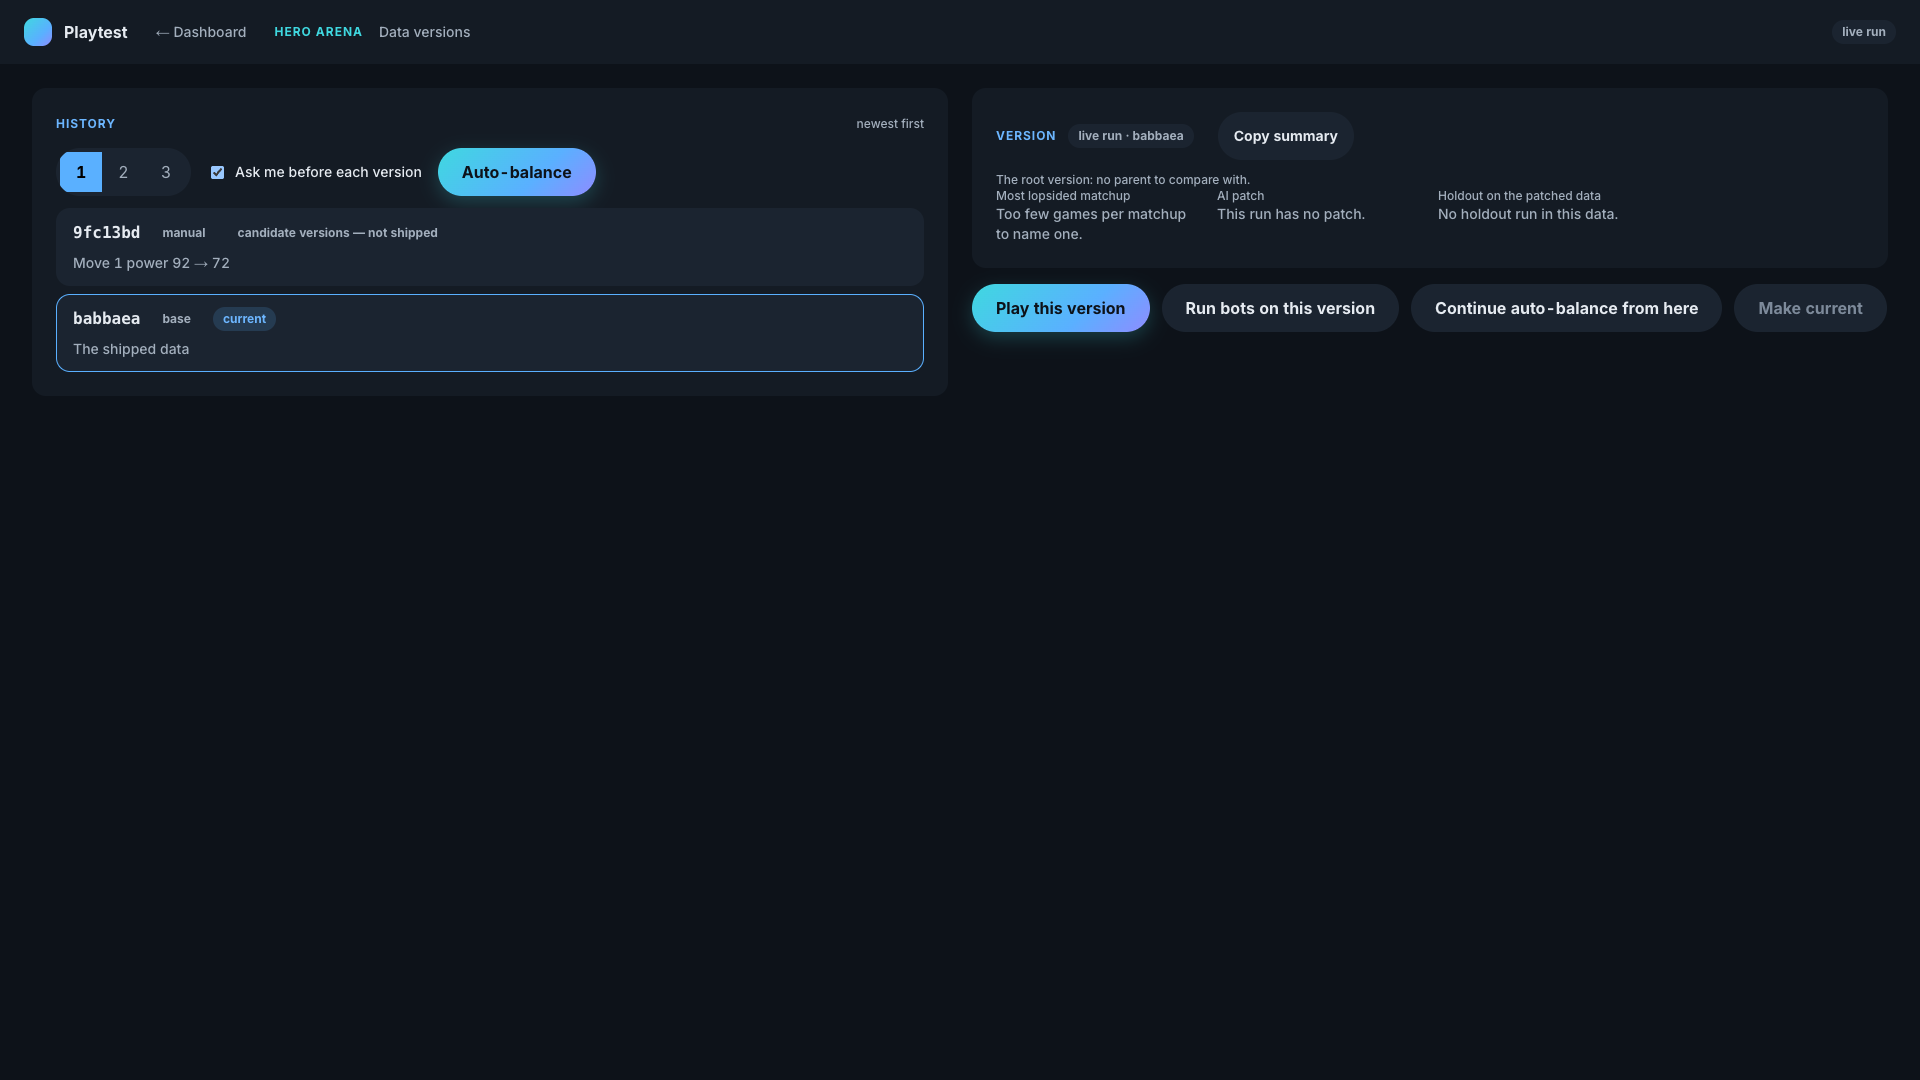 Playtest
← Dashboard
HERO ARENA
Data versions
live run
HISTORY
newest first
1 2 3
Ask me before each version
Auto-balance
9fc13bd manual candidate versions — not shipped
Move 1 power 92 → 72
babbaea base current
The shipped data
VERSION live run · babbaea Copy summary
The root version: no parent to compare with.
Most lopsided matchup
Too few games per matchup
to name one.
AI patch
This run has no patch.
Holdout on the patched data
No holdout run in this data.
Play this version
Run bots on this version
Continue auto-balance from here
Make current